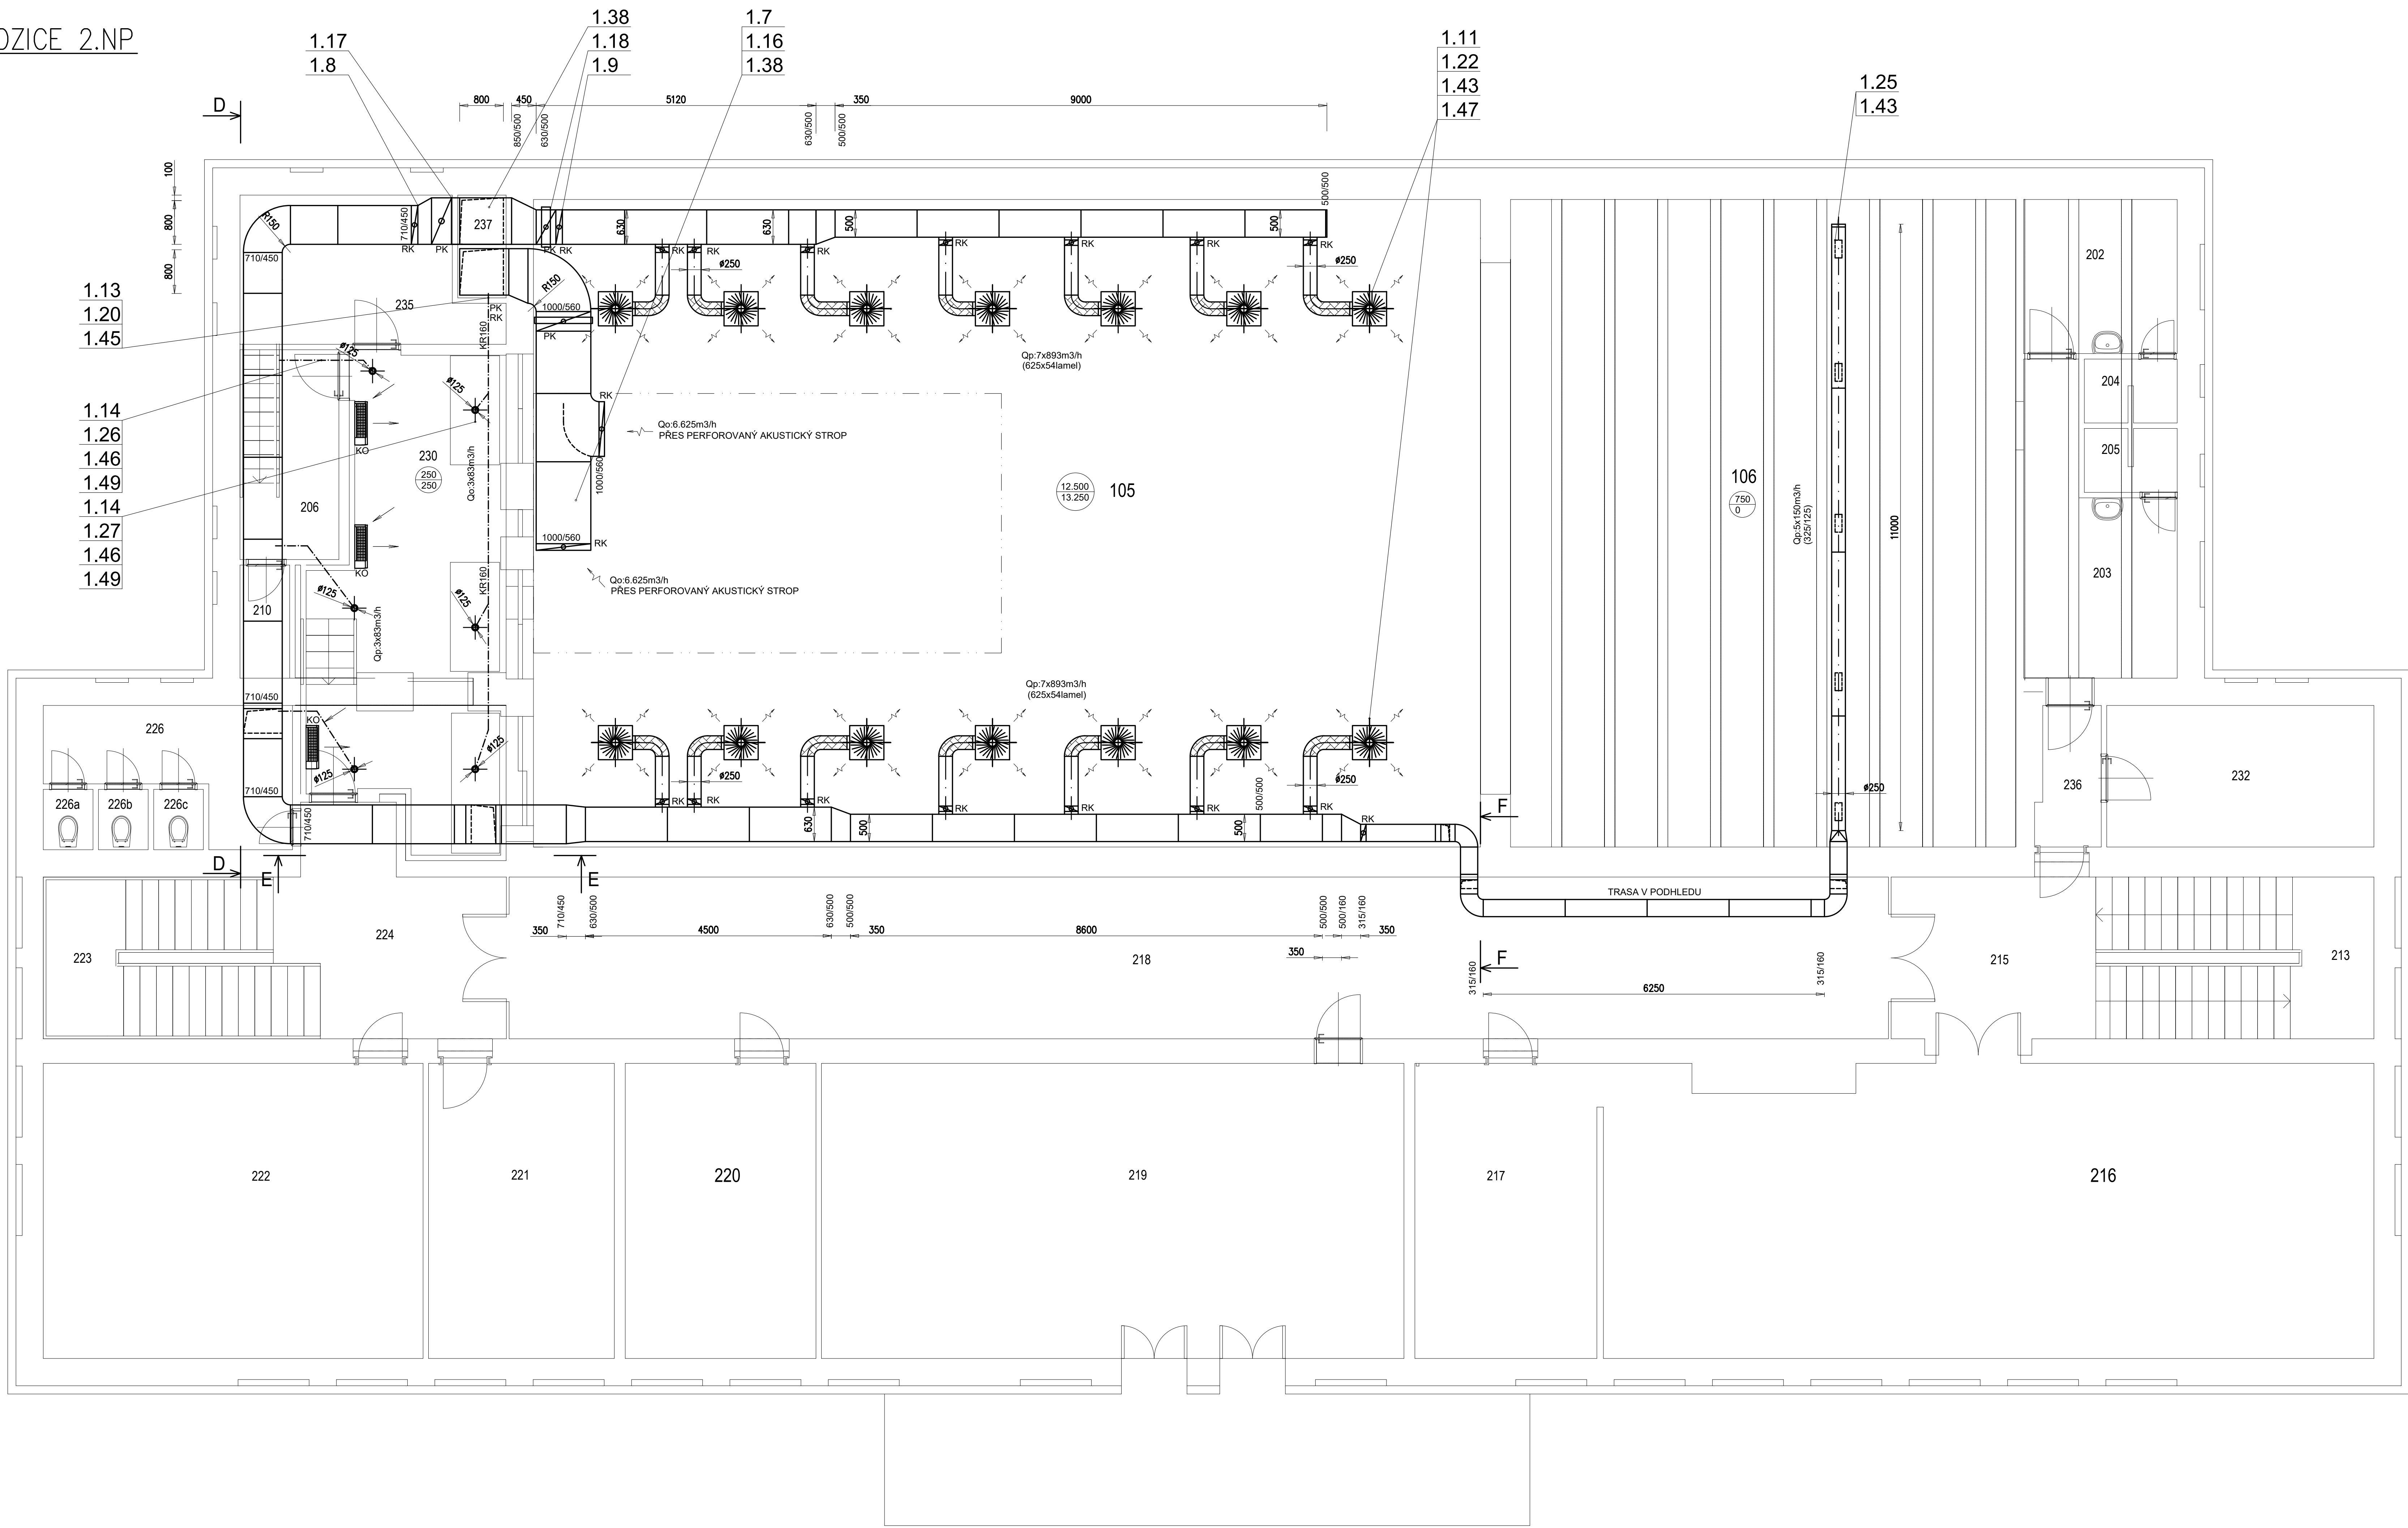 OZICE 2.NP
1.17
1.8
1.38
1.18
1.9
1.7
1.16
1.38
1.11
1.22
1.43
1.47
1.25
1.43
D
800
450
5120
350
9000
850/500
630/500
630/500
500/500
100
800
800
R150
710/450
710/450
RK
PK
237
PK
RK
630
630
500
500
500/500
RK
RK
RK
RK
RK
RK
RK
ø250
ø250
R150
1000/560
PK
PK
RK
KR160
235
1.13
1.20
1.45
ø125
ø125
Qp:7x893m3/h
(625x54lamel)
RK
Qo:6.625m3/h
PŘES PERFOROVANÝ AKUSTICKÝ STROP
1.14
1.26
1.46
1.49
1.14
1.27
1.46
1.49
KO
230
250
250
Qo:3x83m3/h
1000/560
12.500
13.250
105
106
750
0
Qp:5x150m3/h
(325/125)
11000
202
204
205
203
206
1000/560
RK
KO
Qo:6.625m3/h
PŘES PERFOROVANÝ AKUSTICKÝ STROP
KR160
ø125
ø125
210
Qp:3x83m3/h
710/450
Qp:7x893m3/h
(625x54lamel)
226
KO
ø125
ø125
ø250
ø250
ø250
236
232
226a
226b
226c
710/450
710/450
RK
RK
RK
RK
RK
RK
RK
500/500
630
500
500
RK
F
D
E
E
TRASA V PODHLEDU
223
224
710/450
630/500
630/500
500/500
500/500
500/160
315/160
350
4500
350
8600
350
350
218
F
315/160
315/160
6250
215
213
222
221
220
219
217
216